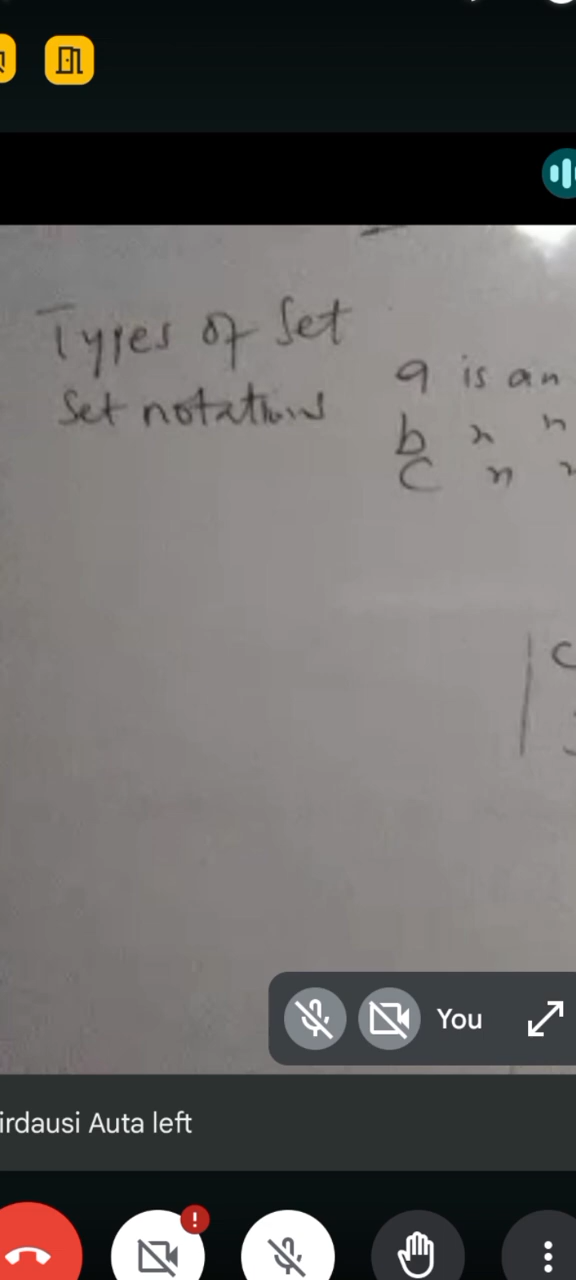 Types of Set
Set notations
a is an
b " "
C " "
C
You
irdausi Auta left